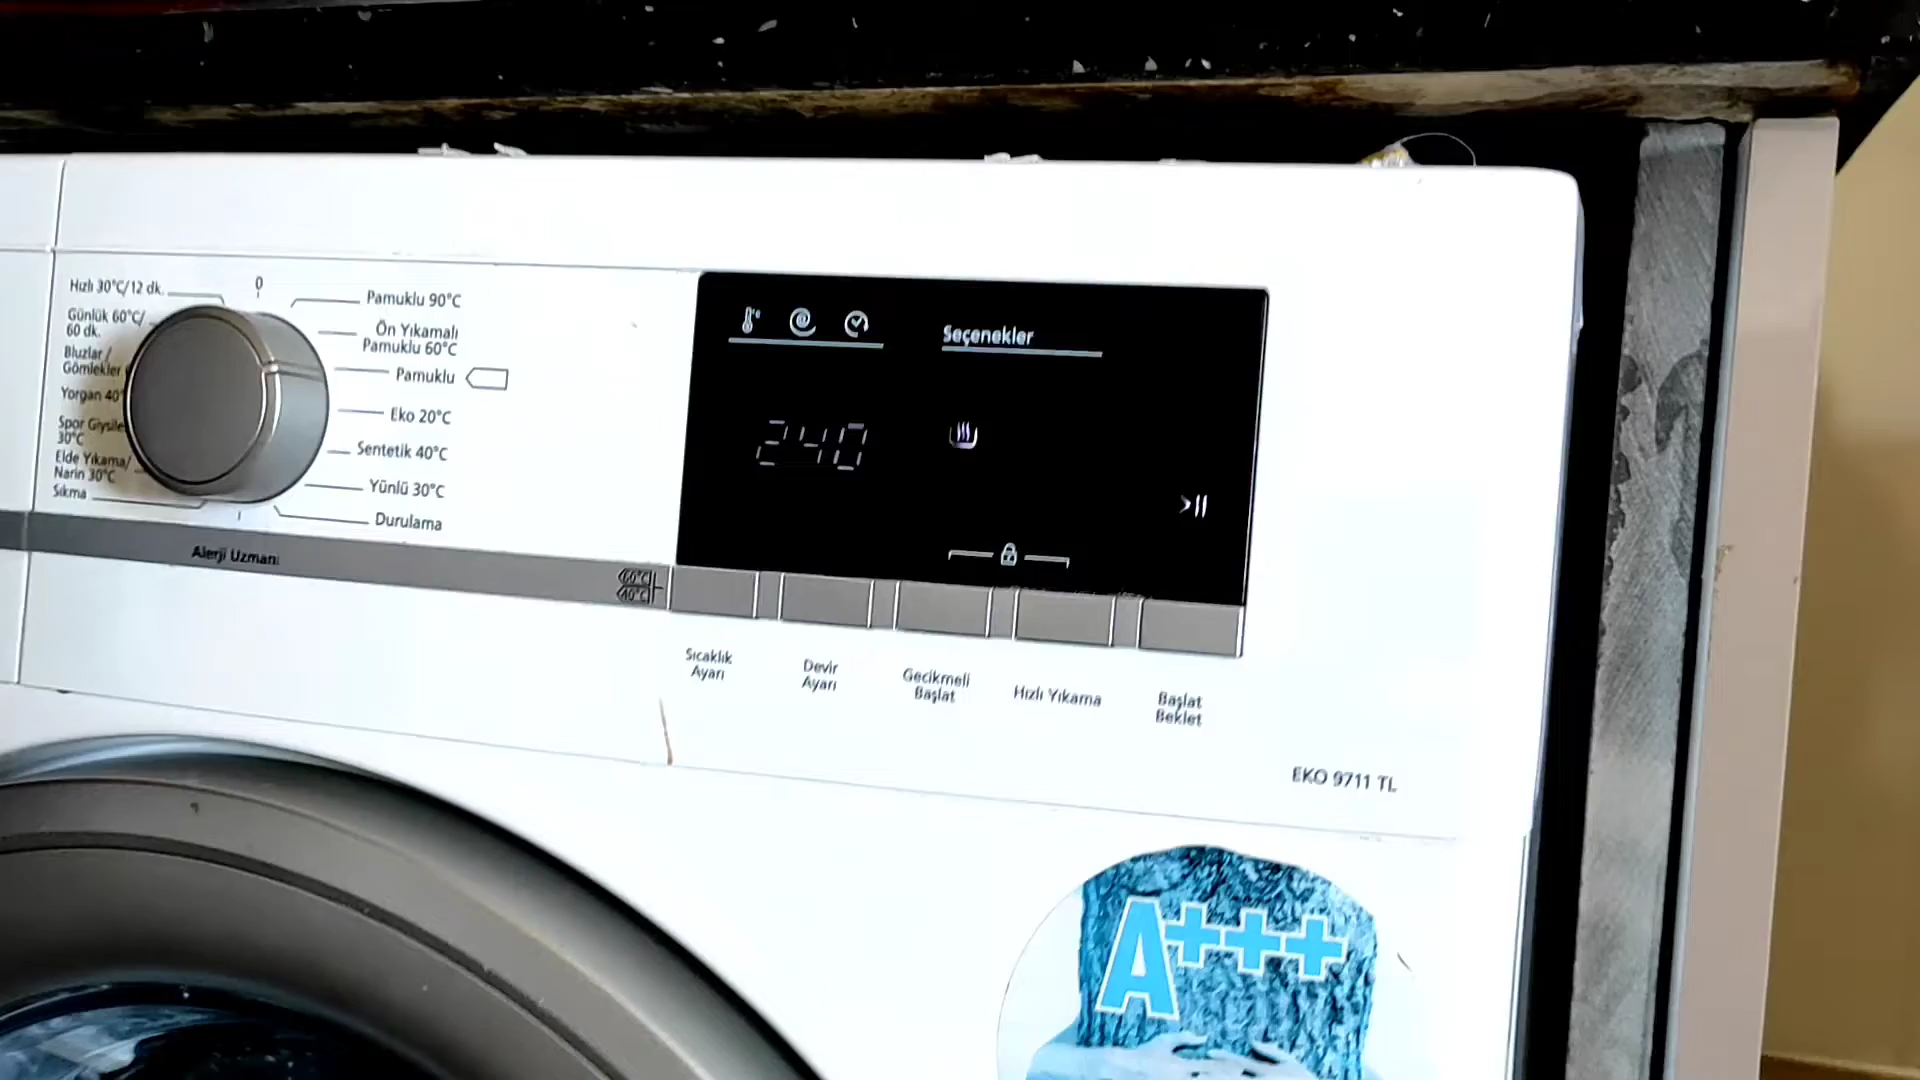 0
Hızlı 30°C/12 dk.
Günlük 60°C/
60 dk.
Bluzlar /
Gömlekler
Yorgan 40°
Spor Giysile
30°C
Elde Yıkama/
Narin 30°C
Sıkma
Pamuklu 90°C
Ön Yıkamalı
Pamuklu 60°C
Pamuklu
Eko 20°C
Sentetik 40°C
Yünlü 30°C
Durulama
Alerji Uzmanı
60°C
40°C
Seçenekler
240
Sıcaklık
Ayarı
Devir
Ayarı
Gecikmeli
Başlat
Hızlı Yıkama
Başlat
Beklet
EKO 9711 TL
A+++